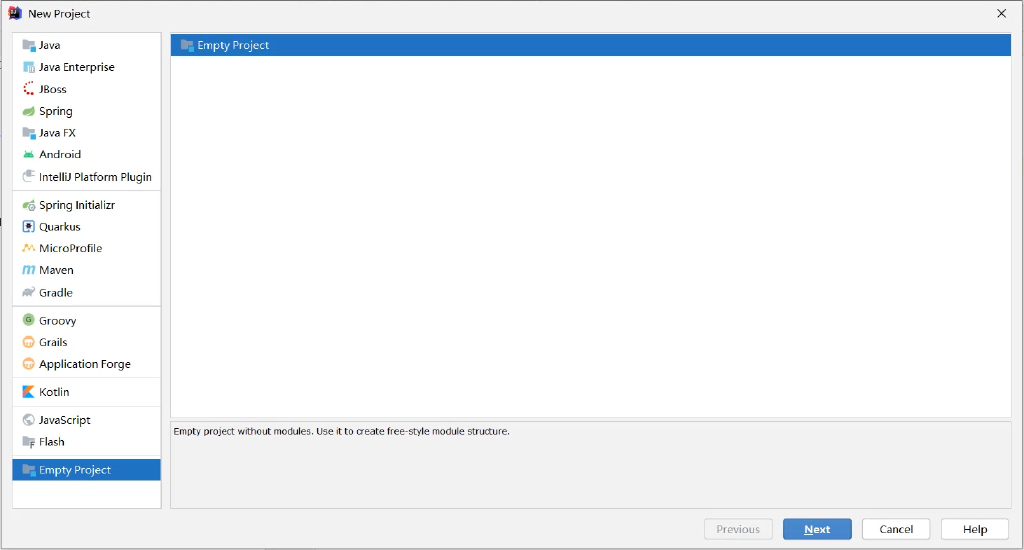 New Project
Java
Java Enterprise
JBoss
Spring
Java FX
Android
IntelliJ Platform Plugin
Spring Initializr
Quarkus
MicroProfile
Maven
Gradle
Groovy
Grails
Application Forge
Kotlin
JavaScript
Flash
Empty Project
Empty Project
Empty project without modules. Use it to create free-style module structure.
Previous
Next
Cancel
Help